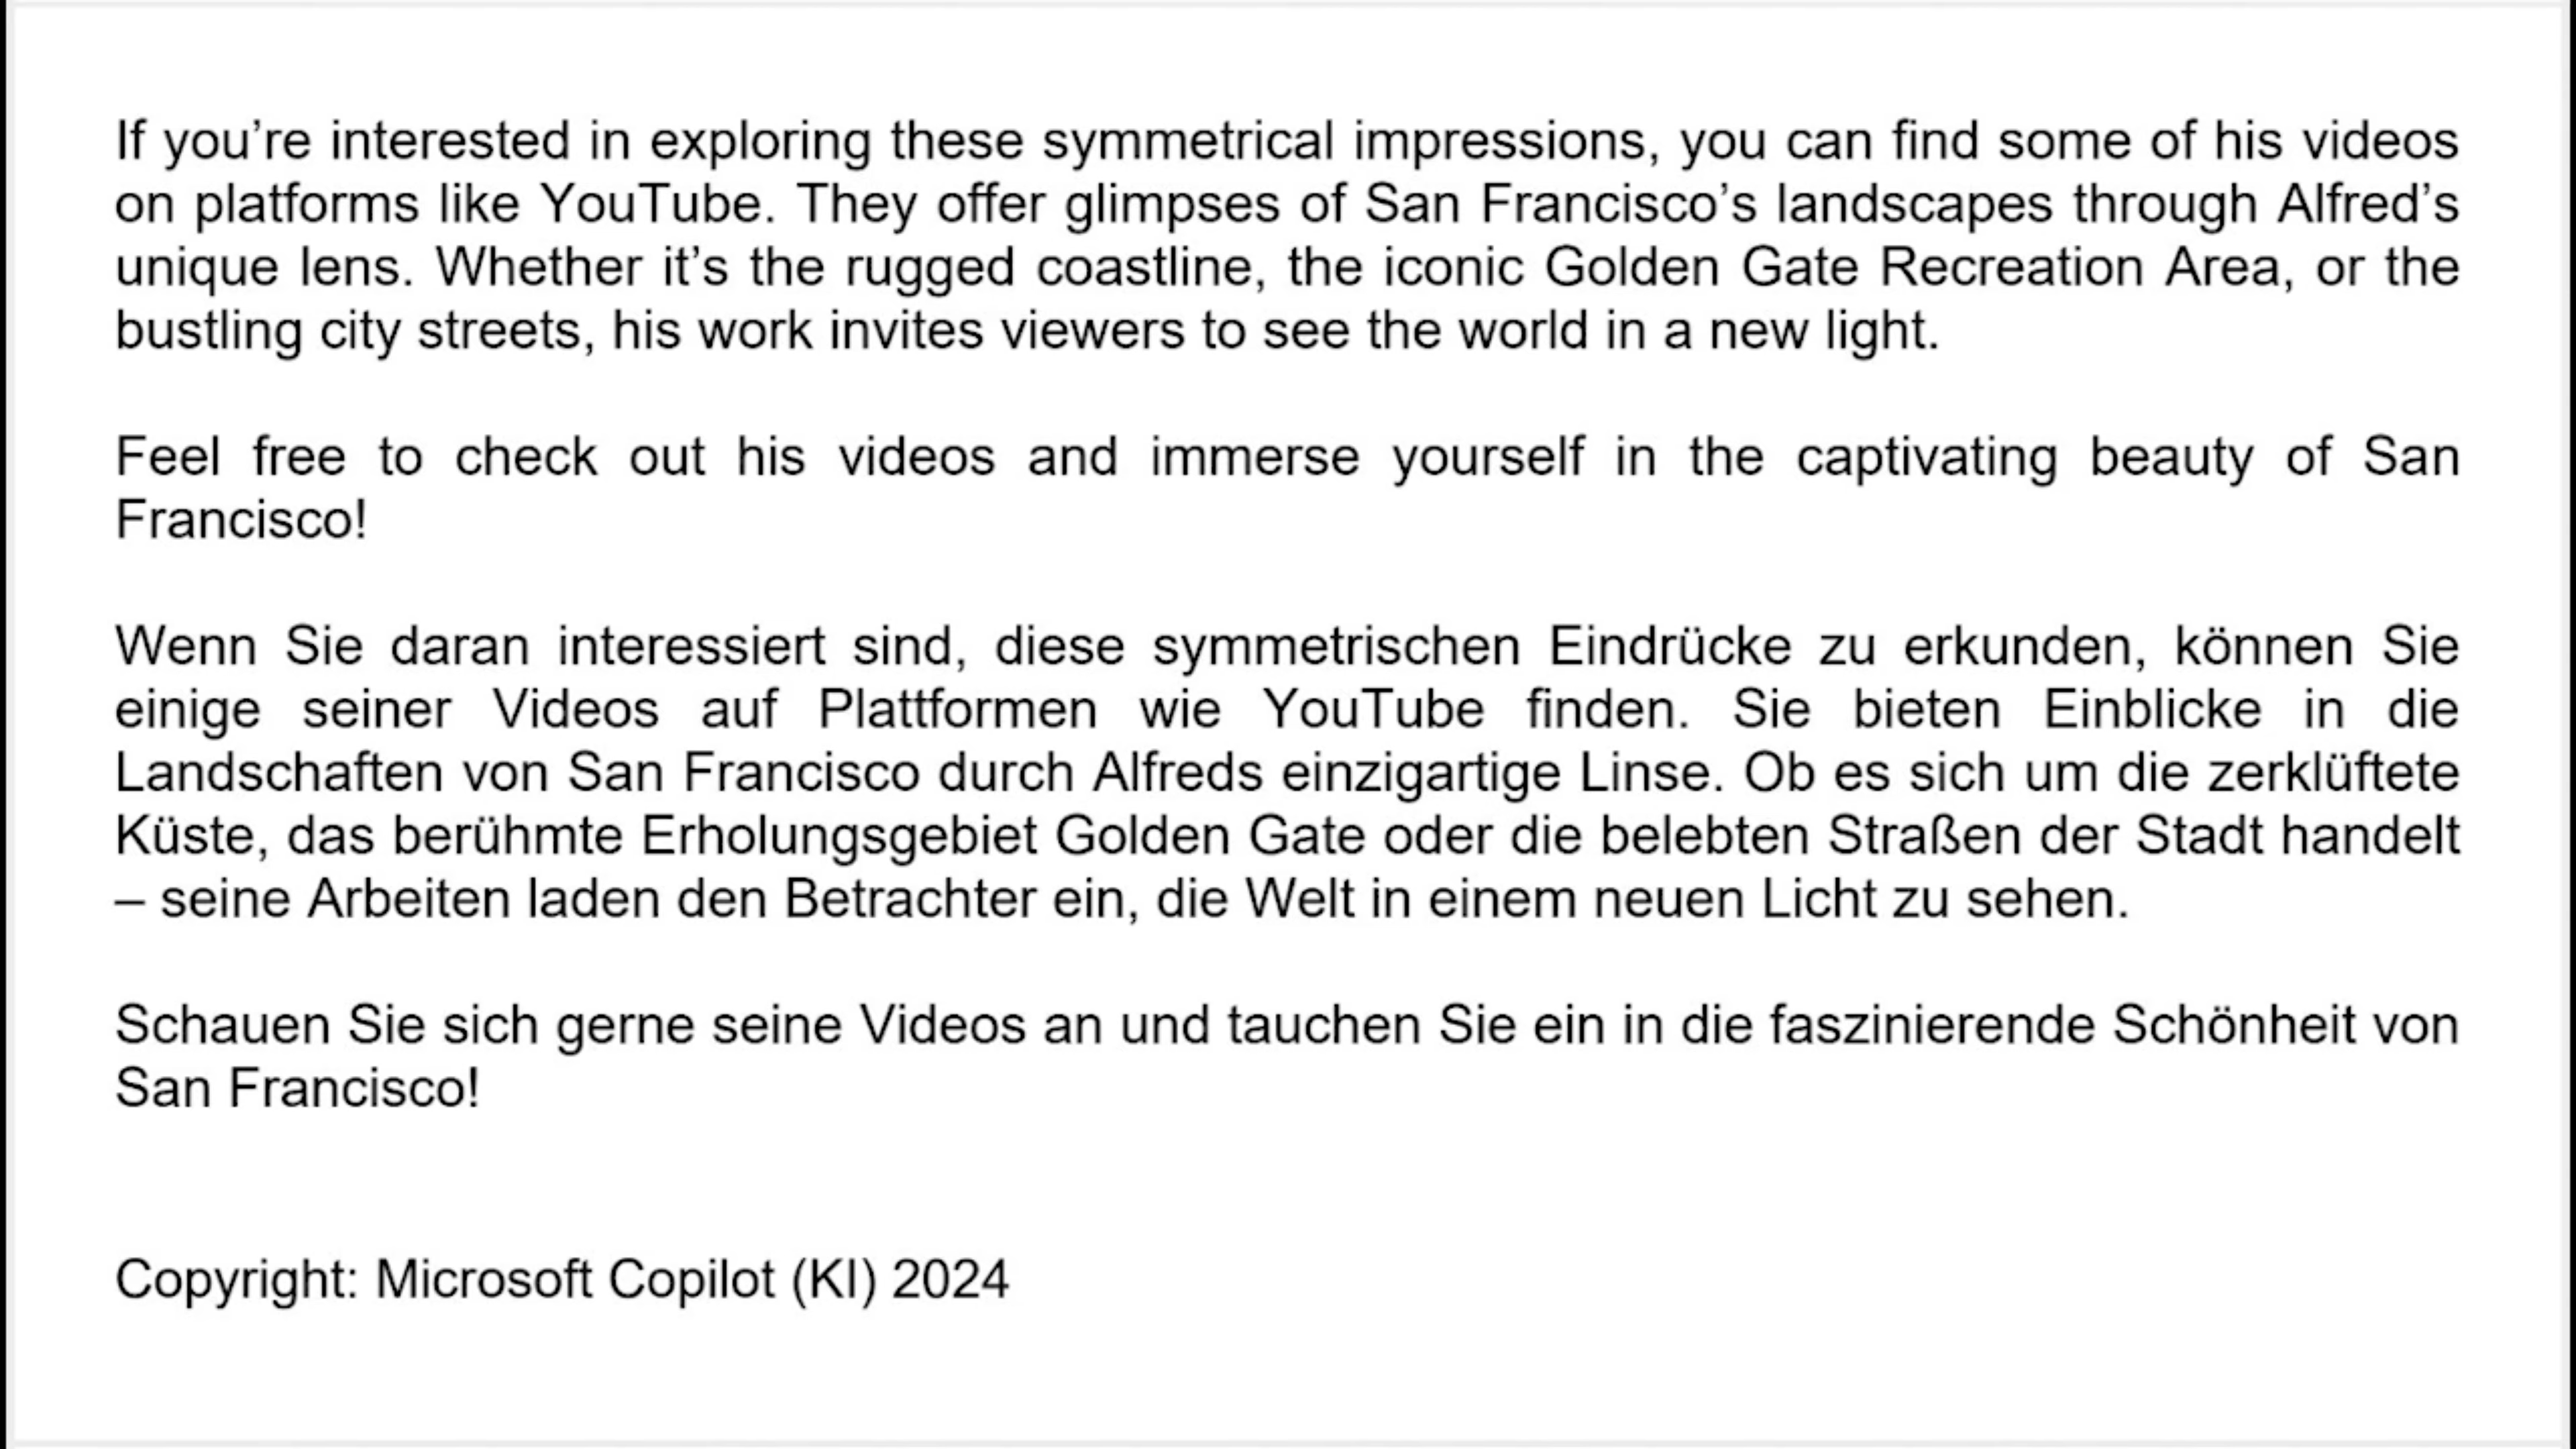 If you’re interested in exploring these symmetrical impressions, you can find some of his videos
on platforms like YouTube. They offer glimpses of San Francisco’s landscapes through Alfred’s
unique lens. Whether it’s the rugged coastline, the iconic Golden Gate Recreation Area, or the
bustling city streets, his work invites viewers to see the world in a new light.
Feel free to check out his videos and immerse yourself in the captivating beauty of San
Francisco!
Wenn Sie daran interessiert sind, diese symmetrischen Eindrücke zu erkunden, können Sie
einige seiner Videos auf Plattformen wie YouTube finden. Sie bieten Einblicke in die
Landschaften von San Francisco durch Alfreds einzigartige Linse. Ob es sich um die zerklüftete
Küste, das berühmte Erholungsgebiet Golden Gate oder die belebten Straßen der Stadt handelt
– seine Arbeiten laden den Betrachter ein, die Welt in einem neuen Licht zu sehen.
Schauen Sie sich gerne seine Videos an und tauchen Sie ein in die faszinierende Schönheit von
San Francisco!
Copyright: Microsoft Copilot (KI) 2024